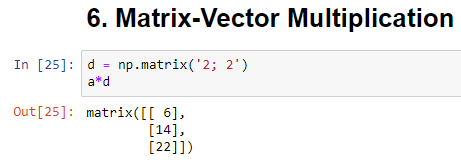 6. Matrix-Vector Multiplication
In [25]: d = np.matrix('2; 2')
a*d
Out[25]: matrix([[ 6],
[14],
[22]])